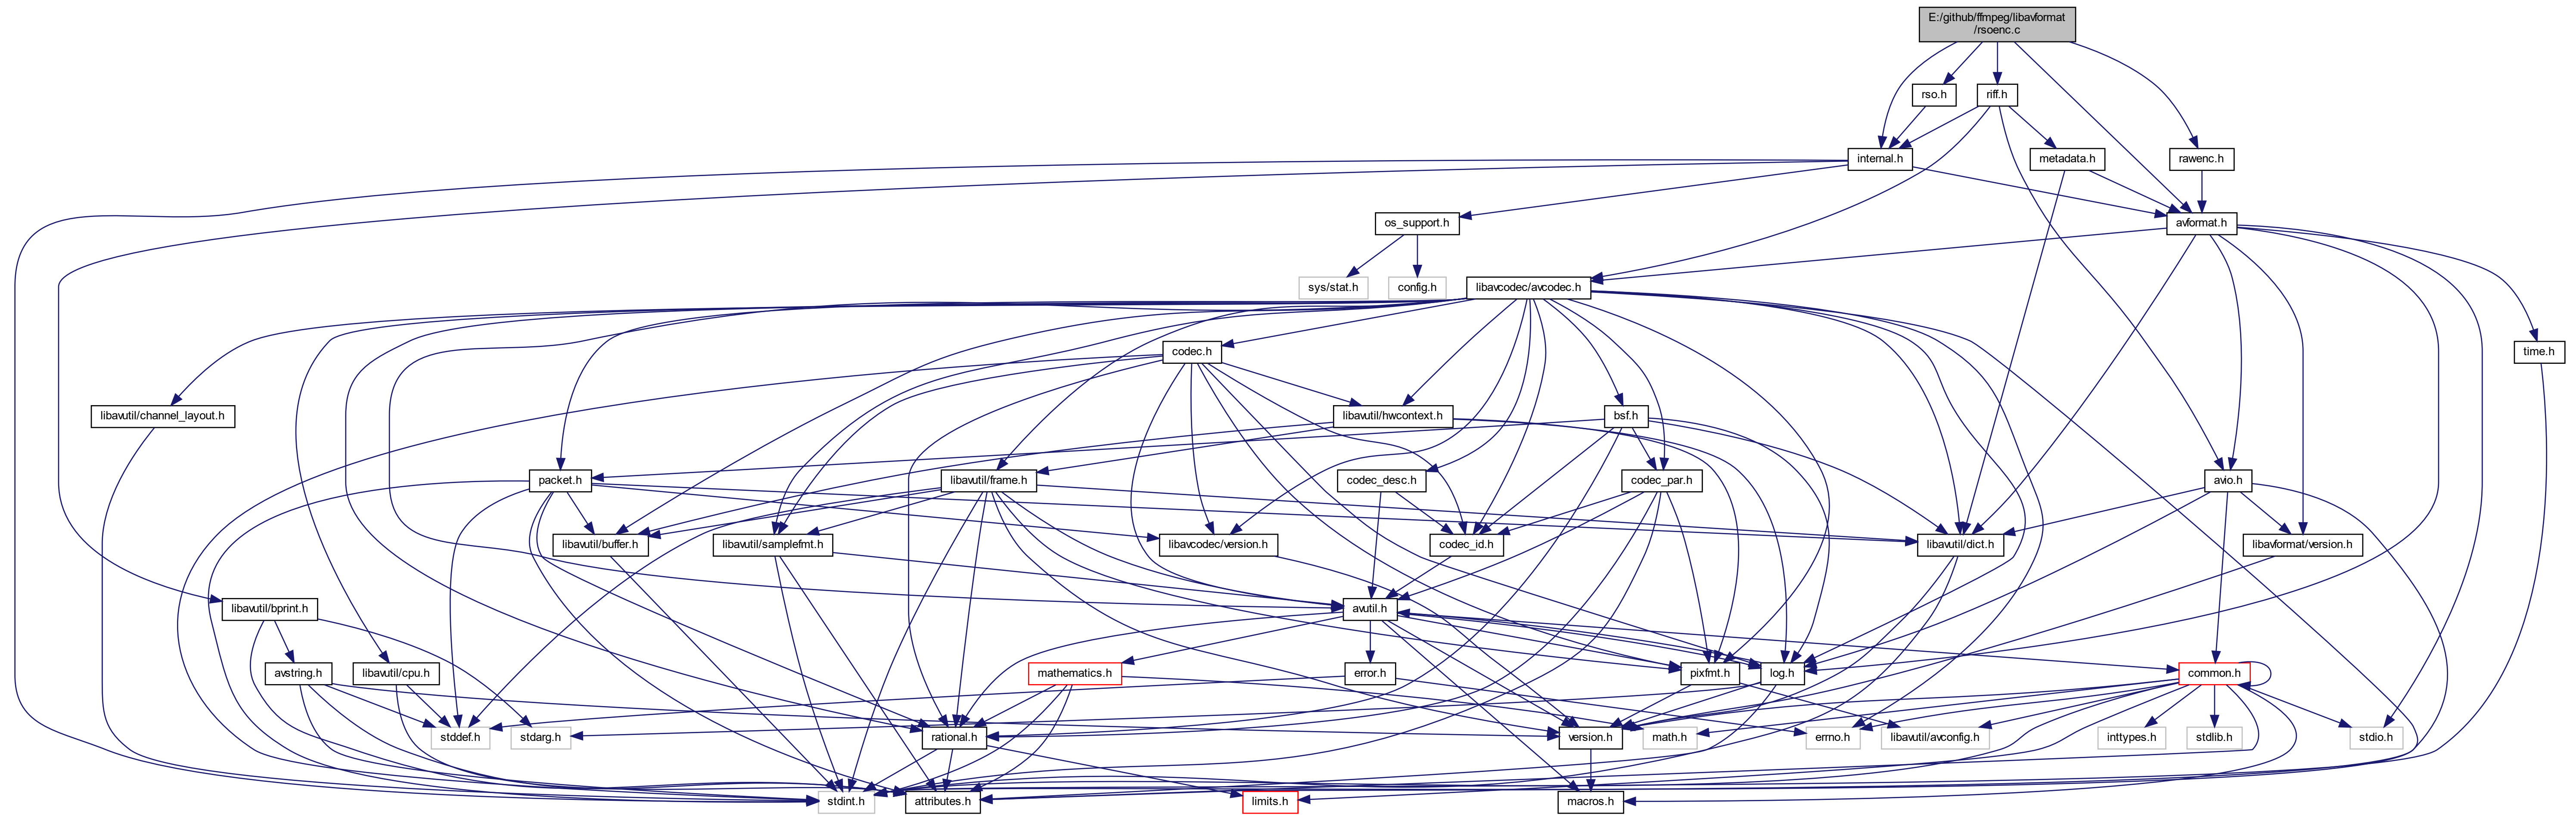 E:/github/ffmpeg/libavformat
/rsoenc.c
rso.h
riff.h
internal.h
metadata.h
rawenc.h
os_support.h
avformat.h
sys/stat.h
config.h
libavcodec/avcodec.h
codec.h
time.h
libavutil/channel_layout.h
libavutil/hwcontext.h
bsf.h
packet.h
libavutil/frame.h
codec_desc.h
codec_par.h
avio.h
libavutil/buffer.h
libavutil/samplefmt.h
libavcodec/version.h
codec_id.h
libavutil/dict.h
libavformat/version.h
libavutil/bprint.h
avutil.h
avstring.h
libavutil/cpu.h
mathematics.h
error.h
pixfmt.h
log.h
common.h
stddef.h
stdarg.h
rational.h
version.h
math.h
errno.h
libavutil/avconfig.h
inttypes.h
stdlib.h
stdio.h
stdint.h
attributes.h
limits.h
macros.h